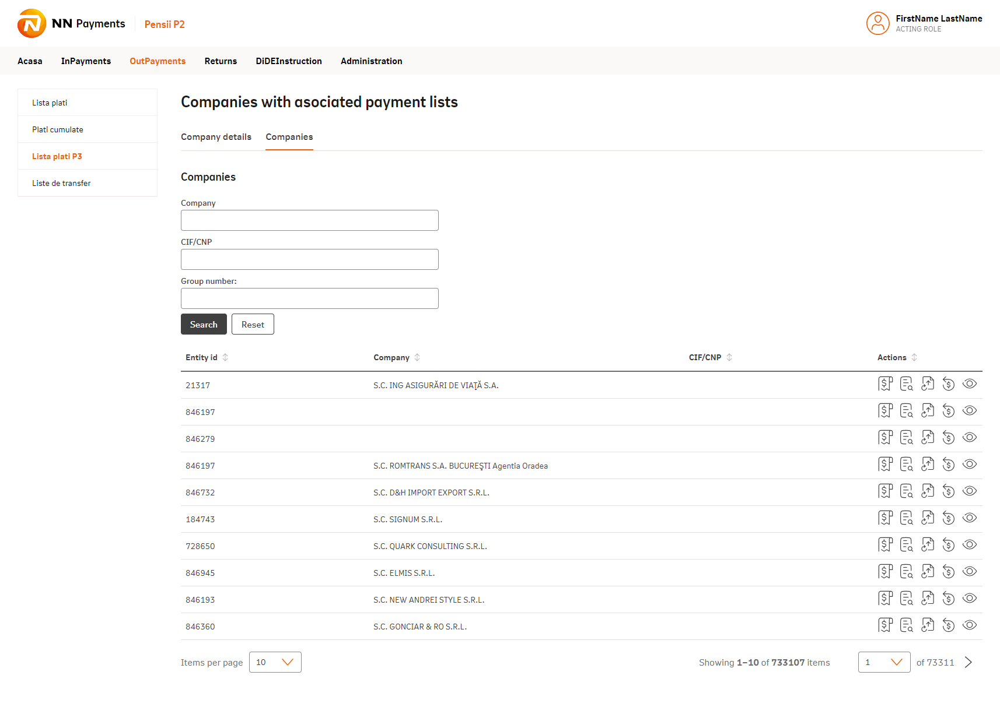 NN Payments
Pensii P2
FirstName LastName
ACTING ROLE
Acasa InPayments OutPayments Returns DiDEInstruction Administration
Lista plati
Plati cumulate
Lista plati P3
Liste de transfer
Companies with asociated payment lists
Company details Companies
Companies
Company
CIF/CNP
Group number:
Search Reset
Entity id Company CIF/CNP Actions
21317 S.C. ING ASIGURĂRI DE VIAŢĂ S.A.
846197
846279
846197 S.C. ROMTRANS S.A. BUCUREŞTI Agentia Oradea
846732 S.C. D&H IMPORT EXPORT S.R.L.
184743 S.C. SIGNUM S.R.L.
728650 S.C. QUARK CONSULTING S.R.L.
846945 S.C. ELMIS S.R.L.
846193 S.C. NEW ANDREI STYLE S.R.L.
846360 S.C. GONCIAR & RO S.R.L.
Items per page 10 Showing 1–10 of 733107 items 1 of 73311